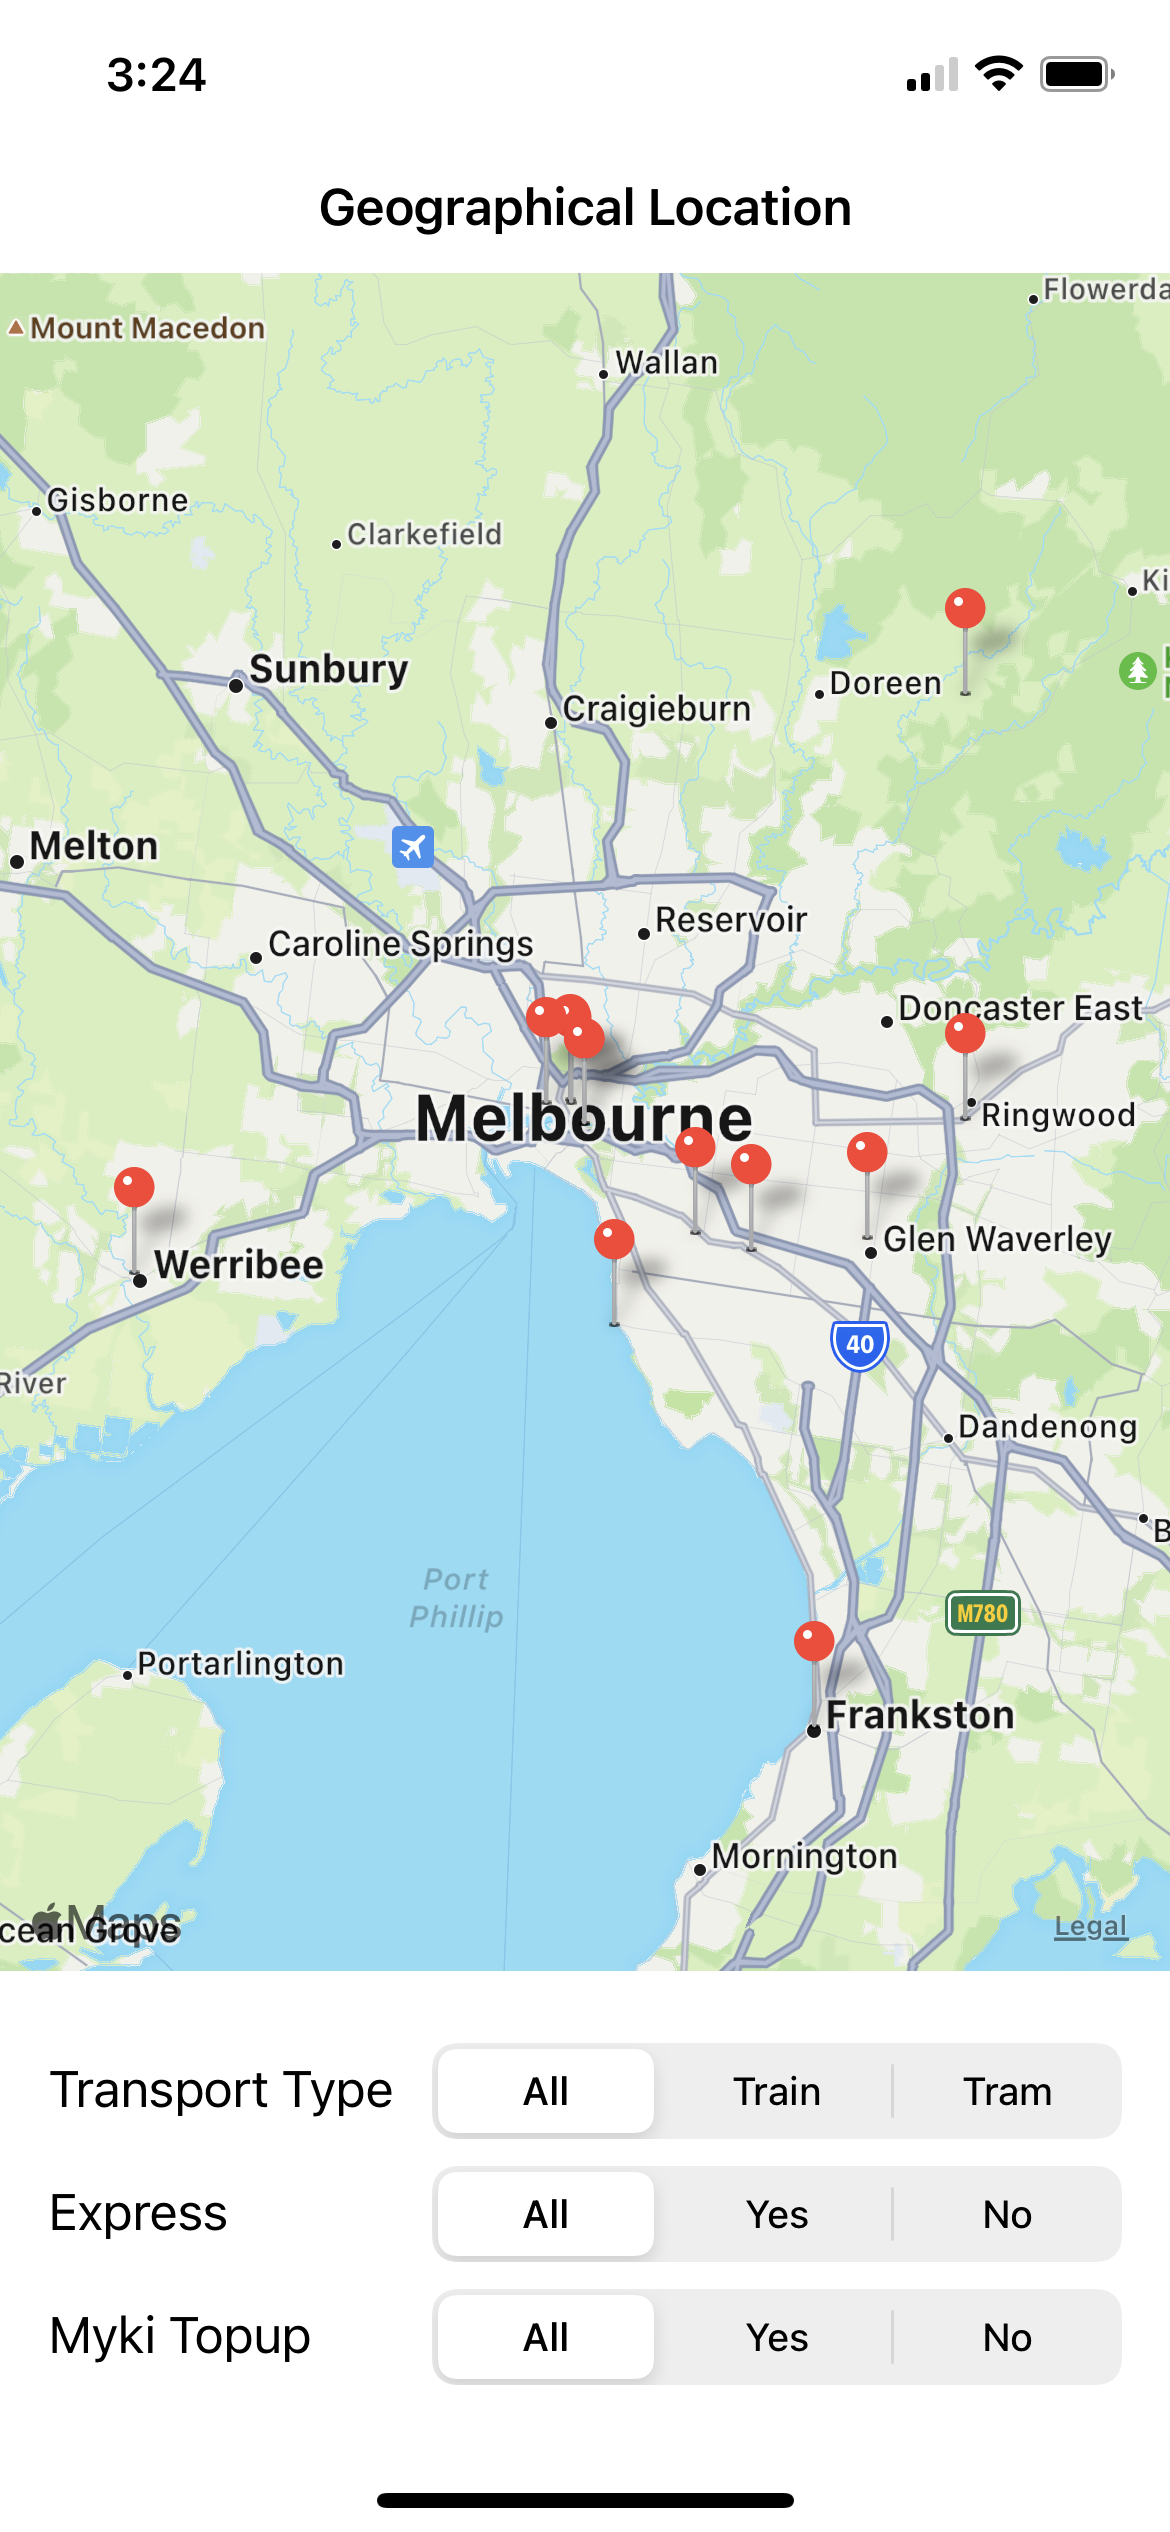 3:24
Geographical Location
Flowerda
Mount Macedon
Wallan
Gisborne
Clarkefield
Ki
Sunbury
Doreen
Craigieburn
Melton
Reservoir
Caroline Springs
Doncaster East
Melbourne
Ringwood
Glen Waverley
Werribee
40
River
Dandenong
B
Port
Phillip
M780
Portarlington
Frankston
Mornington
Maps
cean Grove
Legal
Transport Type All Train Tram
Express All Yes No
Myki Topup All Yes No